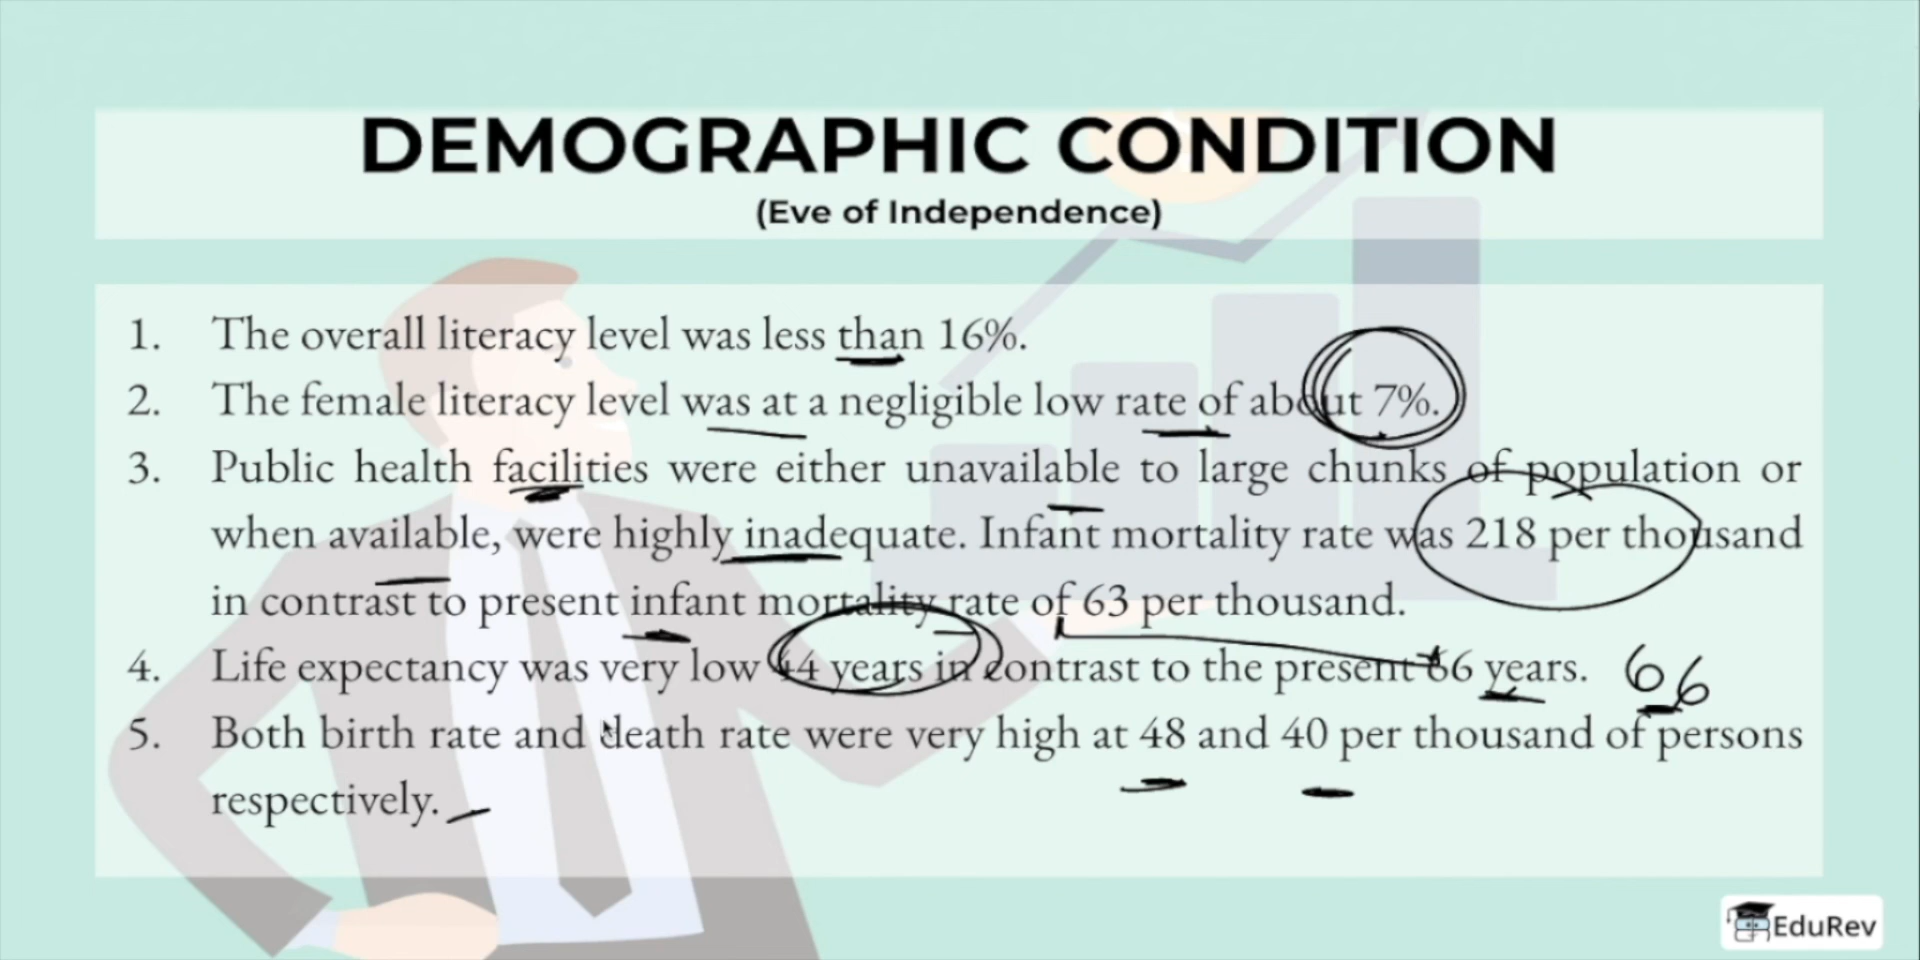 DEMOGRAPHIC CONDITION
(Eve of Independence)
1. The overall literacy level was less than 16%.
2. The female literacy level was at a negligible low rate of about 7%.
3. Public health facilities were either unavailable to large chunks of population or
when available, were highly inadequate. Infant mortality rate was 218 per thousand
in contrast to present infant mortality rate of 63 per thousand.
4. Life expectancy was very low 44 years in contrast to the present 66 years. 66
5. Both birth rate and death rate were very high at 48 and 40 per thousand of persons
respectively.
EduRev